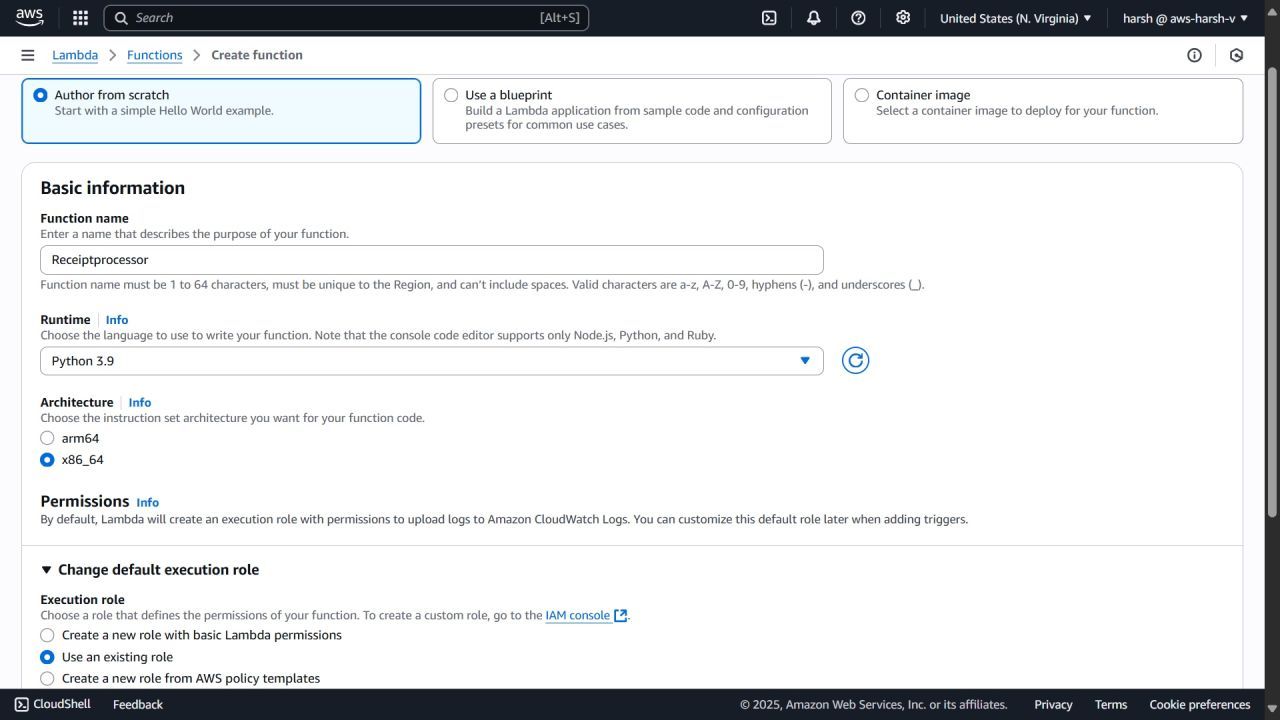 aws
Search [Alt+S]
United States (N. Virginia) ▼
harsh @ aws-harsh-v ▼
Lambda > Functions > Create function
Author from scratch
Start with a simple Hello World example.
Use a blueprint
Build a Lambda application from sample code and configuration
presets for common use cases.
Container image
Select a container image to deploy for your function.
Basic information
Function name
Enter a name that describes the purpose of your function.
Receiptprocessor
Function name must be 1 to 64 characters, must be unique to the Region, and can't include spaces. Valid characters are a-z, A-Z, 0-9, hyphens (-), and underscores (_).
Runtime Info
Choose the language to use to write your function. Note that the console code editor supports only Node.js, Python, and Ruby.
Python 3.9
Architecture Info
Choose the instruction set architecture you want for your function code.
arm64
x86_64
Permissions Info
By default, Lambda will create an execution role with permissions to upload logs to Amazon CloudWatch Logs. You can customize this default role later when adding triggers.
▼ Change default execution role
Execution role
Choose a role that defines the permissions of your function. To create a custom role, go to the IAM console.
Create a new role with basic Lambda permissions
Use an existing role
Create a new role from AWS policy templates
CloudShell Feedback © 2025, Amazon Web Services, Inc. or its affiliates. Privacy Terms Cookie preferences